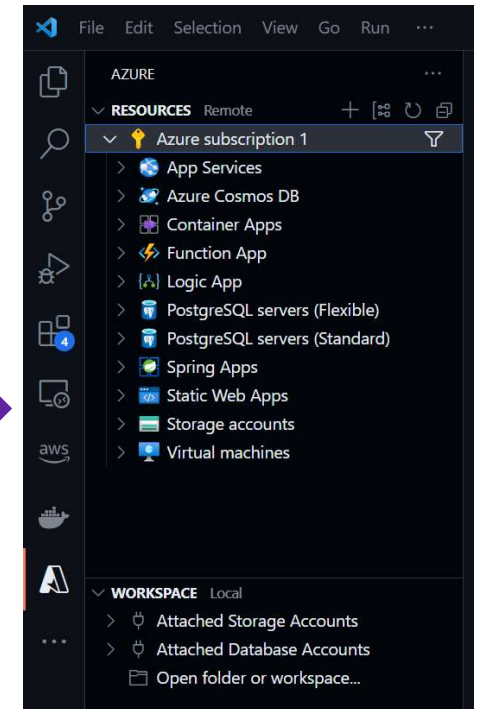 File Edit Selection View Go Run ...
AZURE ...
RESOURCES Remote
Azure subscription 1
App Services
Azure Cosmos DB
Container Apps
Function App
Logic App
PostgreSQL servers (Flexible)
PostgreSQL servers (Standard)
4
Spring Apps
Static Web Apps
Storage accounts
aws
Virtual machines
WORKSPACE Local
Attached Storage Accounts
Attached Database Accounts
Open folder or workspace...